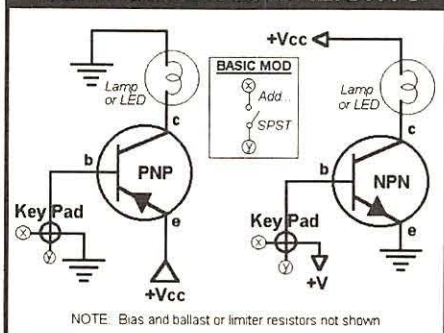 +Vcc
Lamp
or LED
BASIC MOD
x
Add...
SPST
y
Lamp
or LED
c
b
PNP
e
Key Pad
x
y
+Vcc
c
b
NPN
e
Key Pad
x
y
+V
NOTE: Bias and ballast or limiter resistors not shown